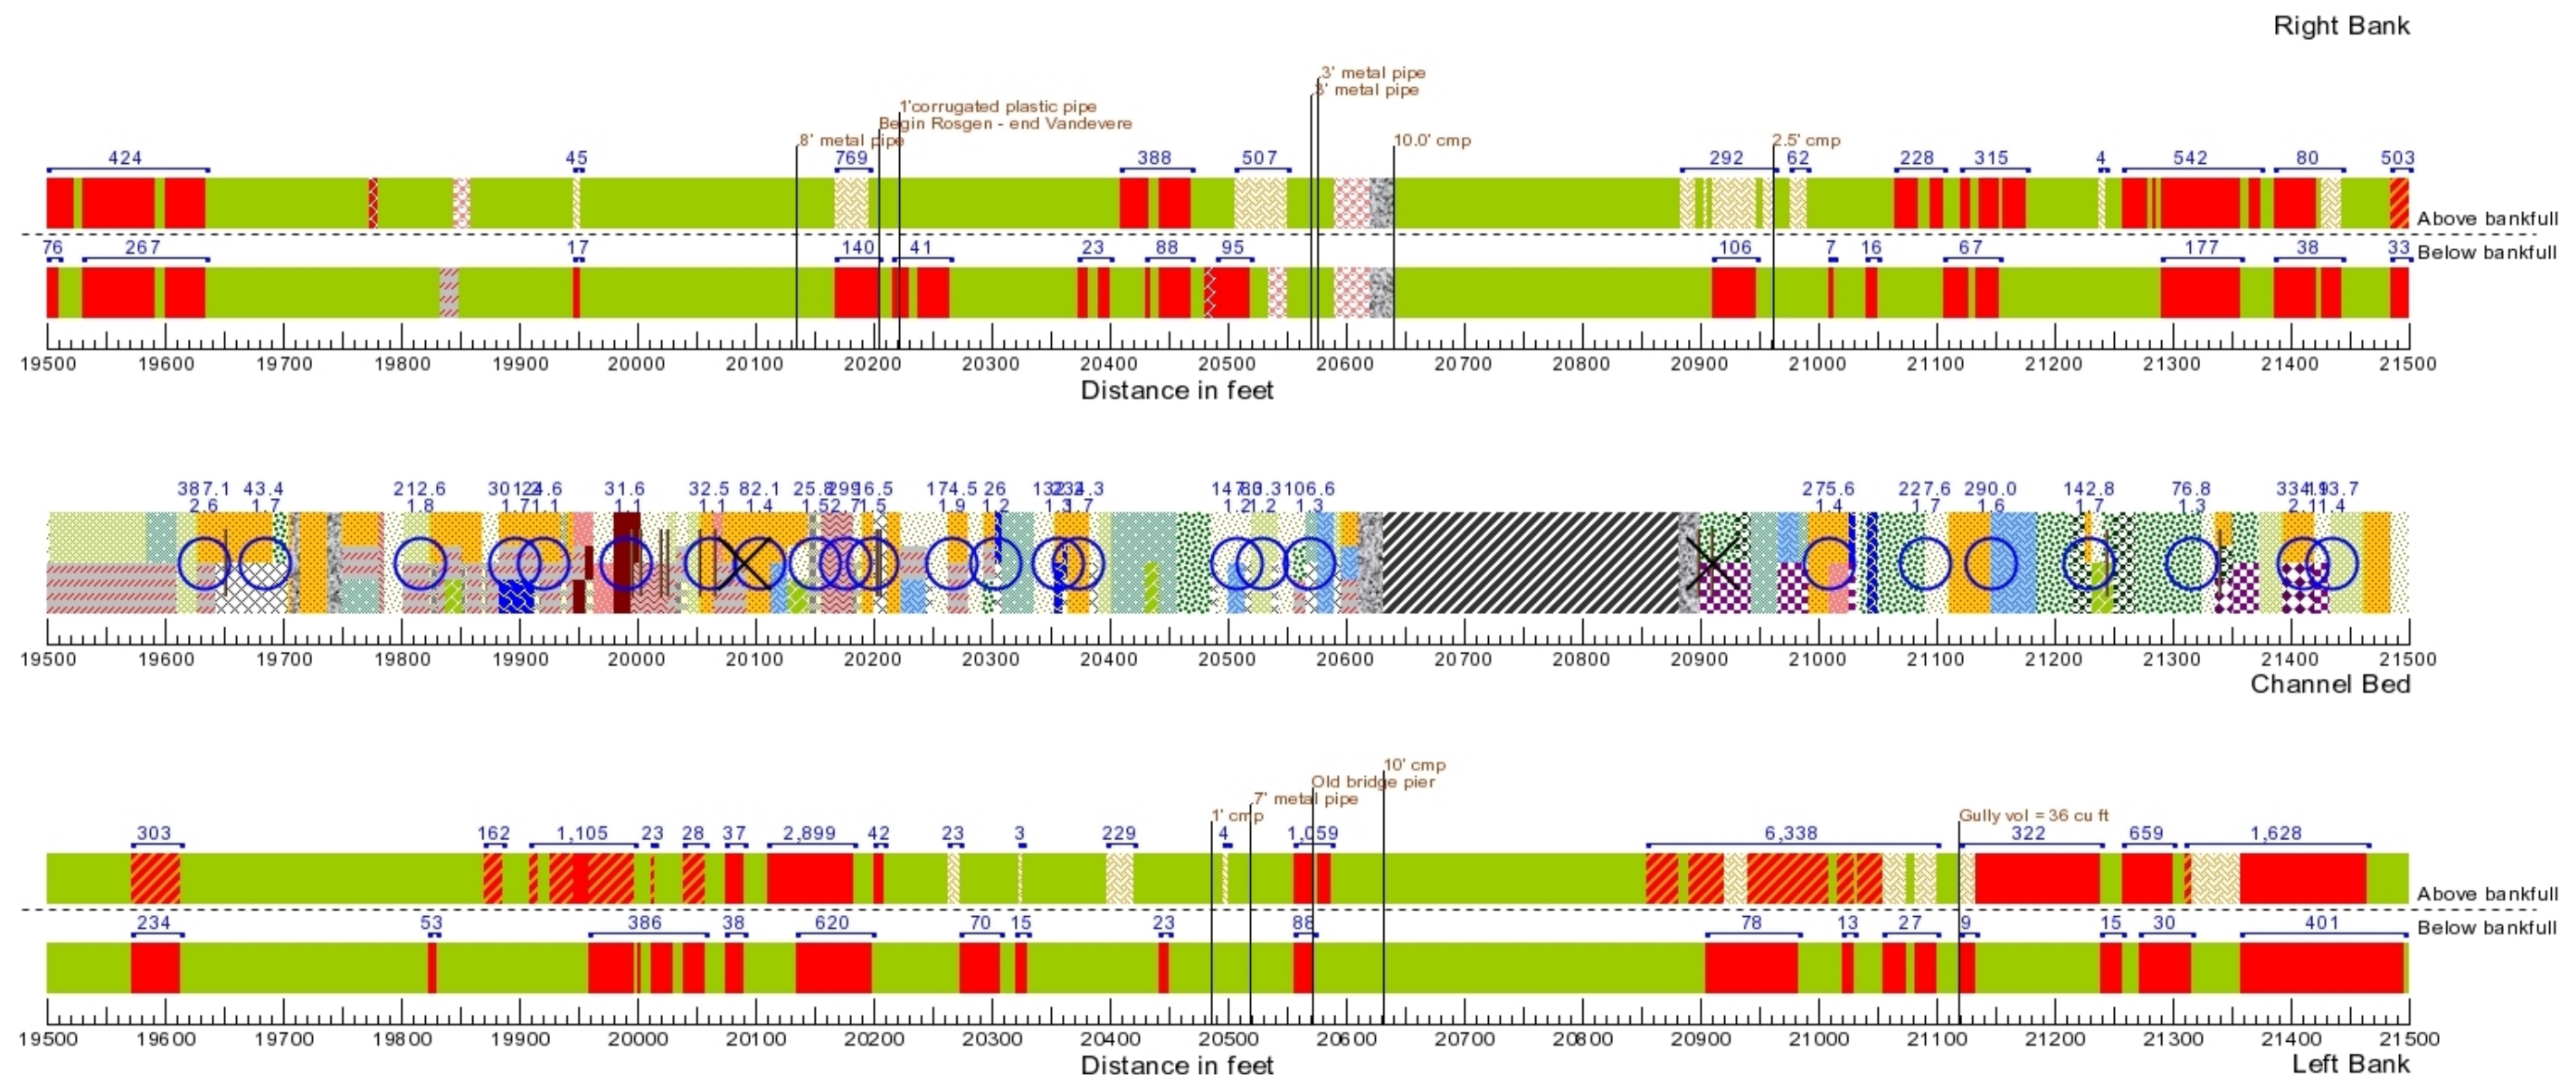 Right Bank
3' metal pipe
3' metal pipe
1'corrugated plastic pipe
Begin Rosgen - end Vandevere
8' metal pipe 10.0' cmp 2.5' cmp
424 45 769 388 507 292 62 228 315 4 542 80 503
Above bankfull
76 267 17 140 41 23 88 95 106 7 16 67 177 38 33
Below bankfull
19500 19600 19700 19800 19900 20000 20100 20200 20300 20400 20500 20600 20700 20800 20900 21000 21100 21200 21300 21400 21500
Distance in feet
387.1 43.4 212.6 31.6 32.5 82.1 174.5 26 106.6 275.6 227.6 290.0 142.8 76.8
2.6 1.7 1.8 1.1 1.1 1.4 1.9 1.2 1.3 1.4 1.7 1.6 1.7 1.3
19500 19600 19700 19800 19900 20000 20100 20200 20300 20400 20500 20600 20700 20800 20900 21000 21100 21200 21300 21400 21500
Channel Bed
10' cmp
Old bridge pier
7' metal pipe
1' cmp Gully vol = 36 cu ft
303 162 1,105 23 28 37 2,899 42 23 3 229 4 1,059 6,338 322 659 1,628
Above bankfull
234 53 386 38 620 70 15 23 88 78 13 27 9 15 30 401
Below bankfull
19500 19600 19700 19800 19900 20000 20100 20200 20300 20400 20500 20600 20700 20800 20900 21000 21100 21200 21300 21400 21500
Distance in feet
Left Bank